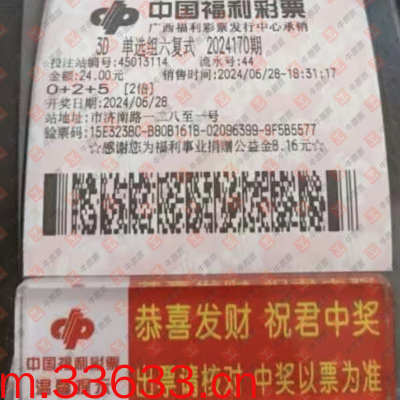 中国福利彩票
广西福利彩票发行中心承销
3D 单选组六复式 2024170期
投注站编号:45013114 流水号:44
金额:24.00元 销售时间:2024/06/28-18:31:17
0+2+5 [2倍]
开奖日期:2024/06/28
站地址:市济南路一二八至一号
验票码:15E323BC-B80B161B-02096399-9F5B5577
☆感谢您为福利事业捐赠公益金8.16元☆
恭喜发财 祝君中奖
中国福利彩票
中奖以票为准
m.33633.cn